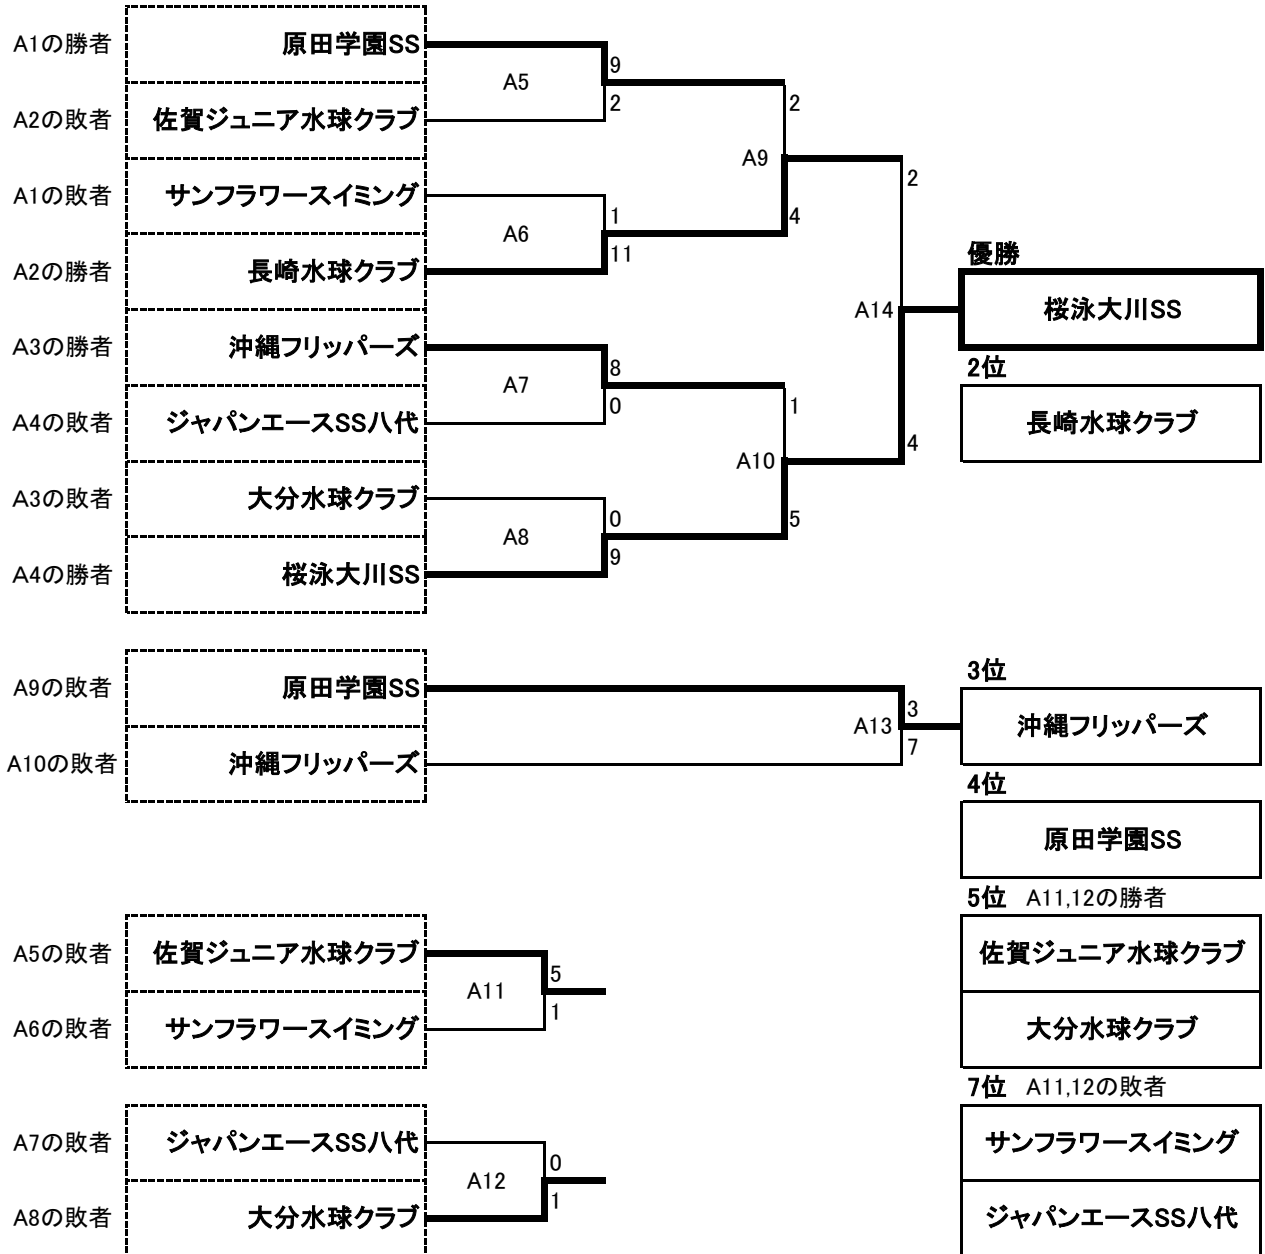 A1の勝者 原田学園SS
A5
9
2
A2の敗者 佐賀ジュニア水球クラブ
A9
2
4
A1の敗者 サンフラワースイミング
A6
1
11
A2の勝者 長崎水球クラブ
A14
2
4
優勝
桜泳大川SS
2位
長崎水球クラブ
A3の勝者 沖縄フリッパーズ
A7
8
0
A4の敗者 ジャパンエースSS八代
A10
1
5
A3の敗者 大分水球クラブ
A8
0
9
A4の勝者 桜泳大川SS
A9の敗者 原田学園SS
A13
3
7
A10の敗者 沖縄フリッパーズ
3位
沖縄フリッパーズ
4位
原田学園SS
5位 A11,12の勝者
佐賀ジュニア水球クラブ
大分水球クラブ
A5の敗者 佐賀ジュニア水球クラブ
A11
5
1
A6の敗者 サンフラワースイミング
7位 A11,12の敗者
サンフラワースイミング
ジャパンエースSS八代
A7の敗者 ジャパンエースSS八代
A12
0
1
A8の敗者 大分水球クラブ